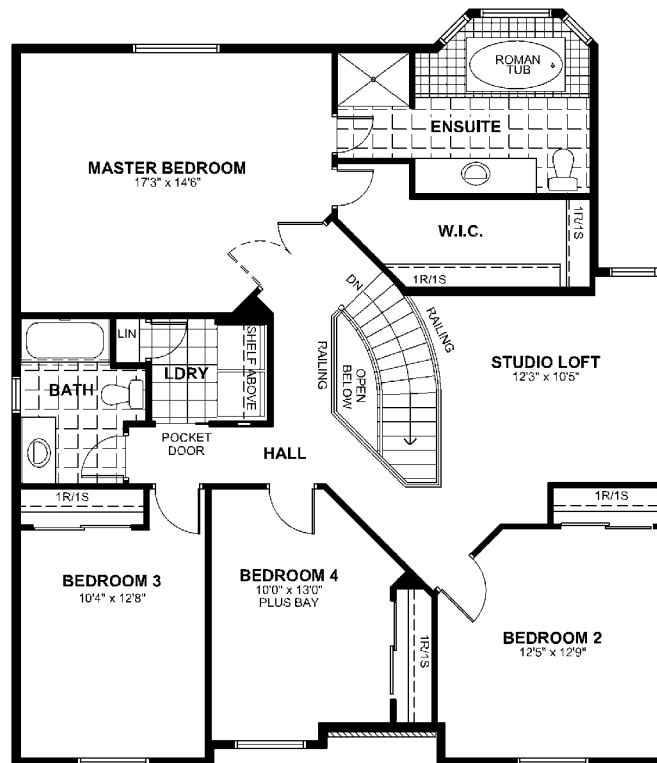 ROMAN
TUB
ENSUITE
MASTER BEDROOM
17'3" x 14'6"
W.I.C.
1R/1S
1R/1S
DN
RAILING
LIN
SHELF ABOVE
LDRY
BATH
RAILING
OPEN
BELOW
STUDIO LOFT
12'3" x 10'5"
POCKET
DOOR
HALL
1R/1S
1R/1S
BEDROOM 3
10'4" x 12'8"
BEDROOM 4
10'0" x 13'0"
PLUS BAY
1R/1S
BEDROOM 2
12'5" x 12'9"